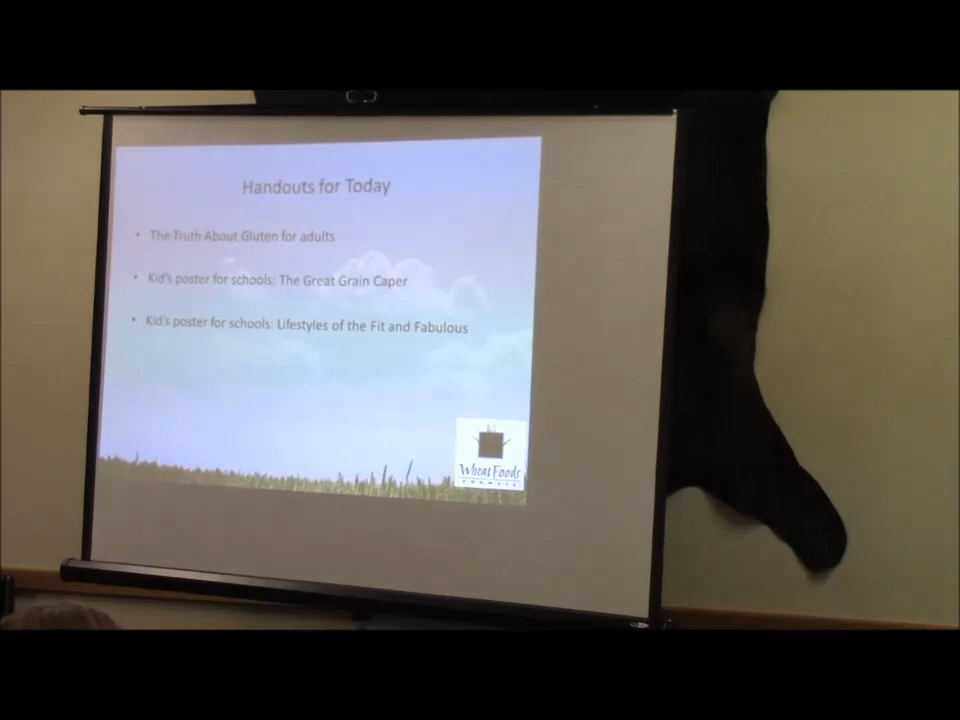 Handouts for Today
• The Truth About Gluten for adults
• Kid's poster for schools: The Great Grain Caper
• Kid's poster for schools: Lifestyles of the Fit and Fabulous
Wheat Foods